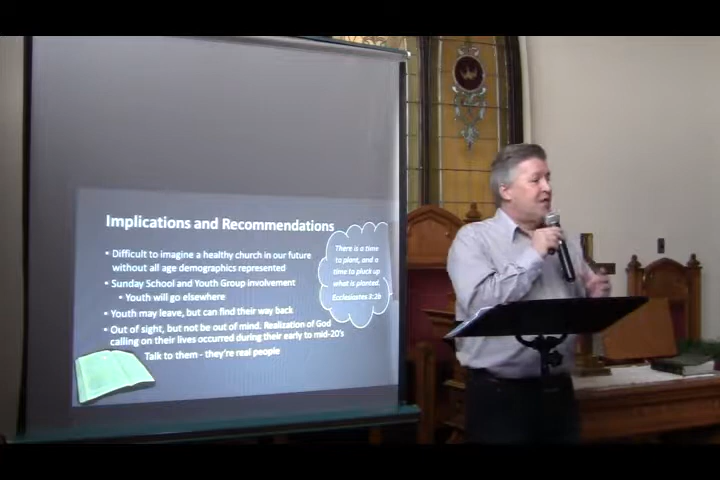 Implications and Recommendations
• Difficult to imagine a healthy church in our future
without all age demographics represented
• Sunday School and Youth Group involvement
• Youth will go elsewhere
• Youth may leave, but can find their way back
• Out of sight, but not be out of mind. Realization of God
calling on their lives occurred during their early to mid-20's
Talk to them - they're real people
There is a time
to plant, and a
time to pluck up
what is planted.
Ecclesiastes 3:2b